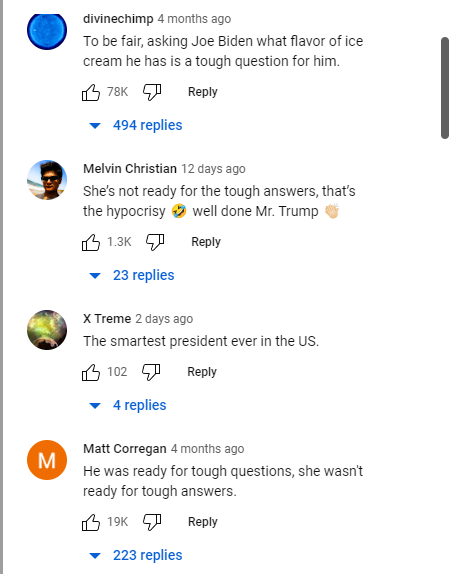 divinechimp 4 months ago
To be fair, asking Joe Biden what flavor of ice
cream he has is a tough question for him.
78K Reply
494 replies
Melvin Christian 12 days ago
She's not ready for the tough answers, that's
the hypocrisy 🤣 well done Mr. Trump 👏🏻
1.3K Reply
23 replies
X Treme 2 days ago
The smartest president ever in the US.
102 Reply
4 replies
M
Matt Corregan 4 months ago
He was ready for tough questions, she wasn't
ready for tough answers.
19K Reply
223 replies